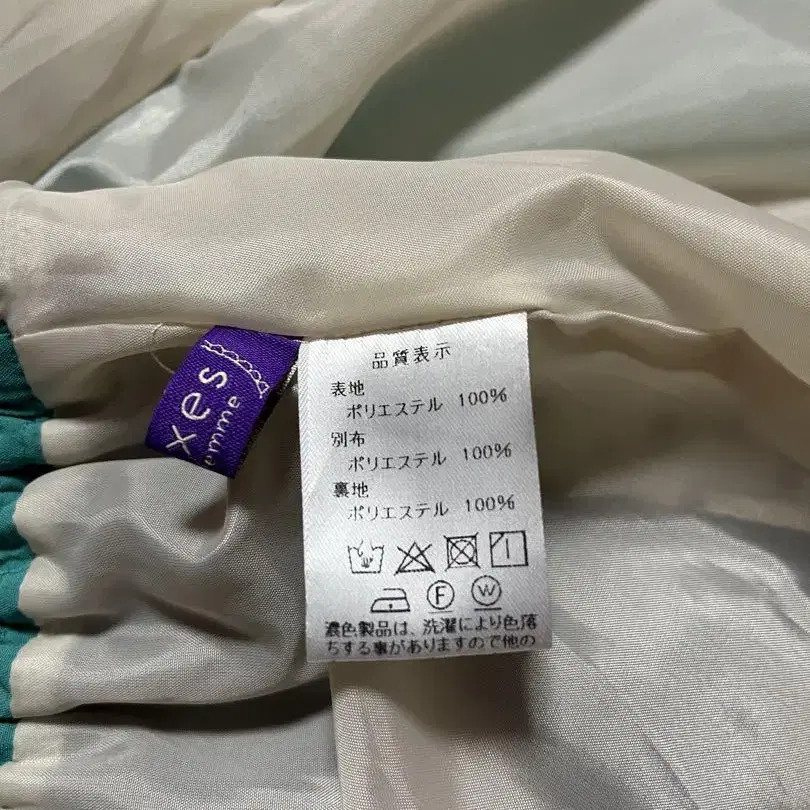 xes
emme
品質表示
表地
ポリエステル 100%
別布
ポリエステル 100%
裏地
ポリエステル 100%
F W
濃色製品は、洗濯により色落
ちする事がありますので他の